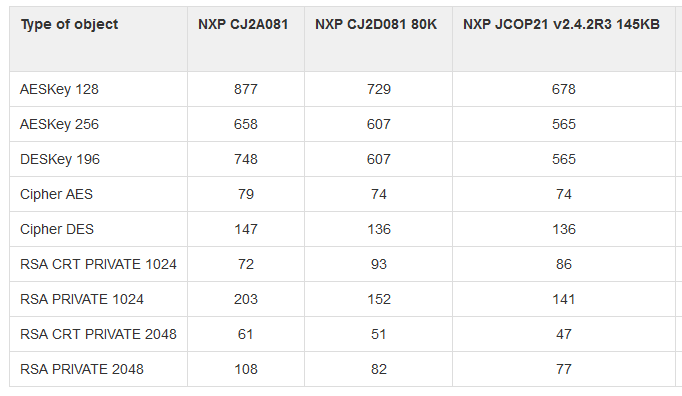 Type of object NXP CJ2A081 NXP CJ2D081 80K NXP JCOP21 v2.4.2R3 145KB
AESKey 128 877 729 678
AESKey 256 658 607 565
DESKey 196 748 607 565
Cipher AES 79 74 74
Cipher DES 147 136 136
RSA CRT PRIVATE 1024 72 93 86
RSA PRIVATE 1024 203 152 141
RSA CRT PRIVATE 2048 61 51 47
RSA PRIVATE 2048 108 82 77